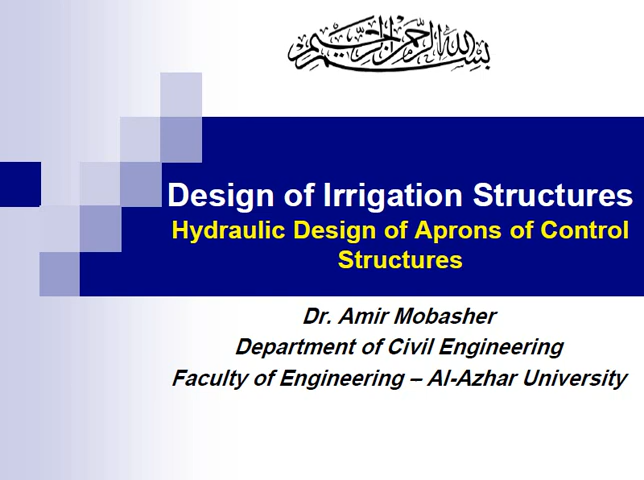 بسم الله الرحمن الرحيم
Design of Irrigation Structures
Hydraulic Design of Aprons of Control
Structures
Dr. Amir Mobasher
Department of Civil Engineering
Faculty of Engineering – Al-Azhar University